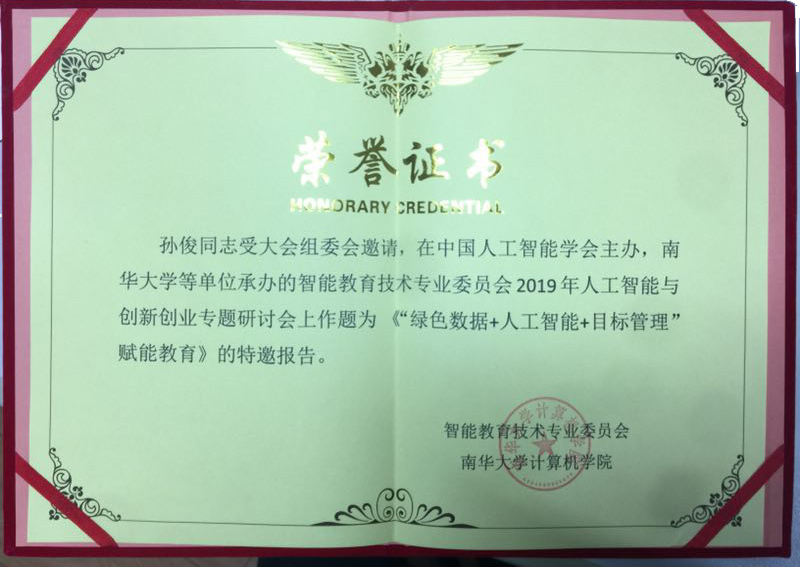 荣誉证书
HONORARY CREDENTIAL
孙俊同志受大会组委会邀请，在中国人工智能学会主办，南
华大学等单位承办的智能教育技术专业委员会2019年人工智能与
创新创业专题研讨会上作题为《“绿色数据+人工智能+目标管理”
赋能教育》的特邀报告。
智能教育技术专业委员会
南华大学计算机学院